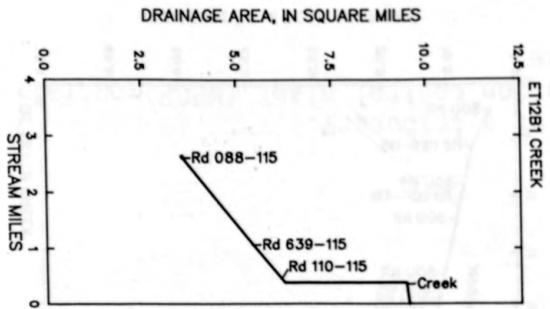 DRAINAGE AREA, IN SQUARE MILES
0.0 2.5 5.0 7.5 10.0 12.5
ET12B1 CREEK
4
3
2
1
0
STREAM MILES
Rd 088-115
Rd 639-115
Rd 110-115
Creek